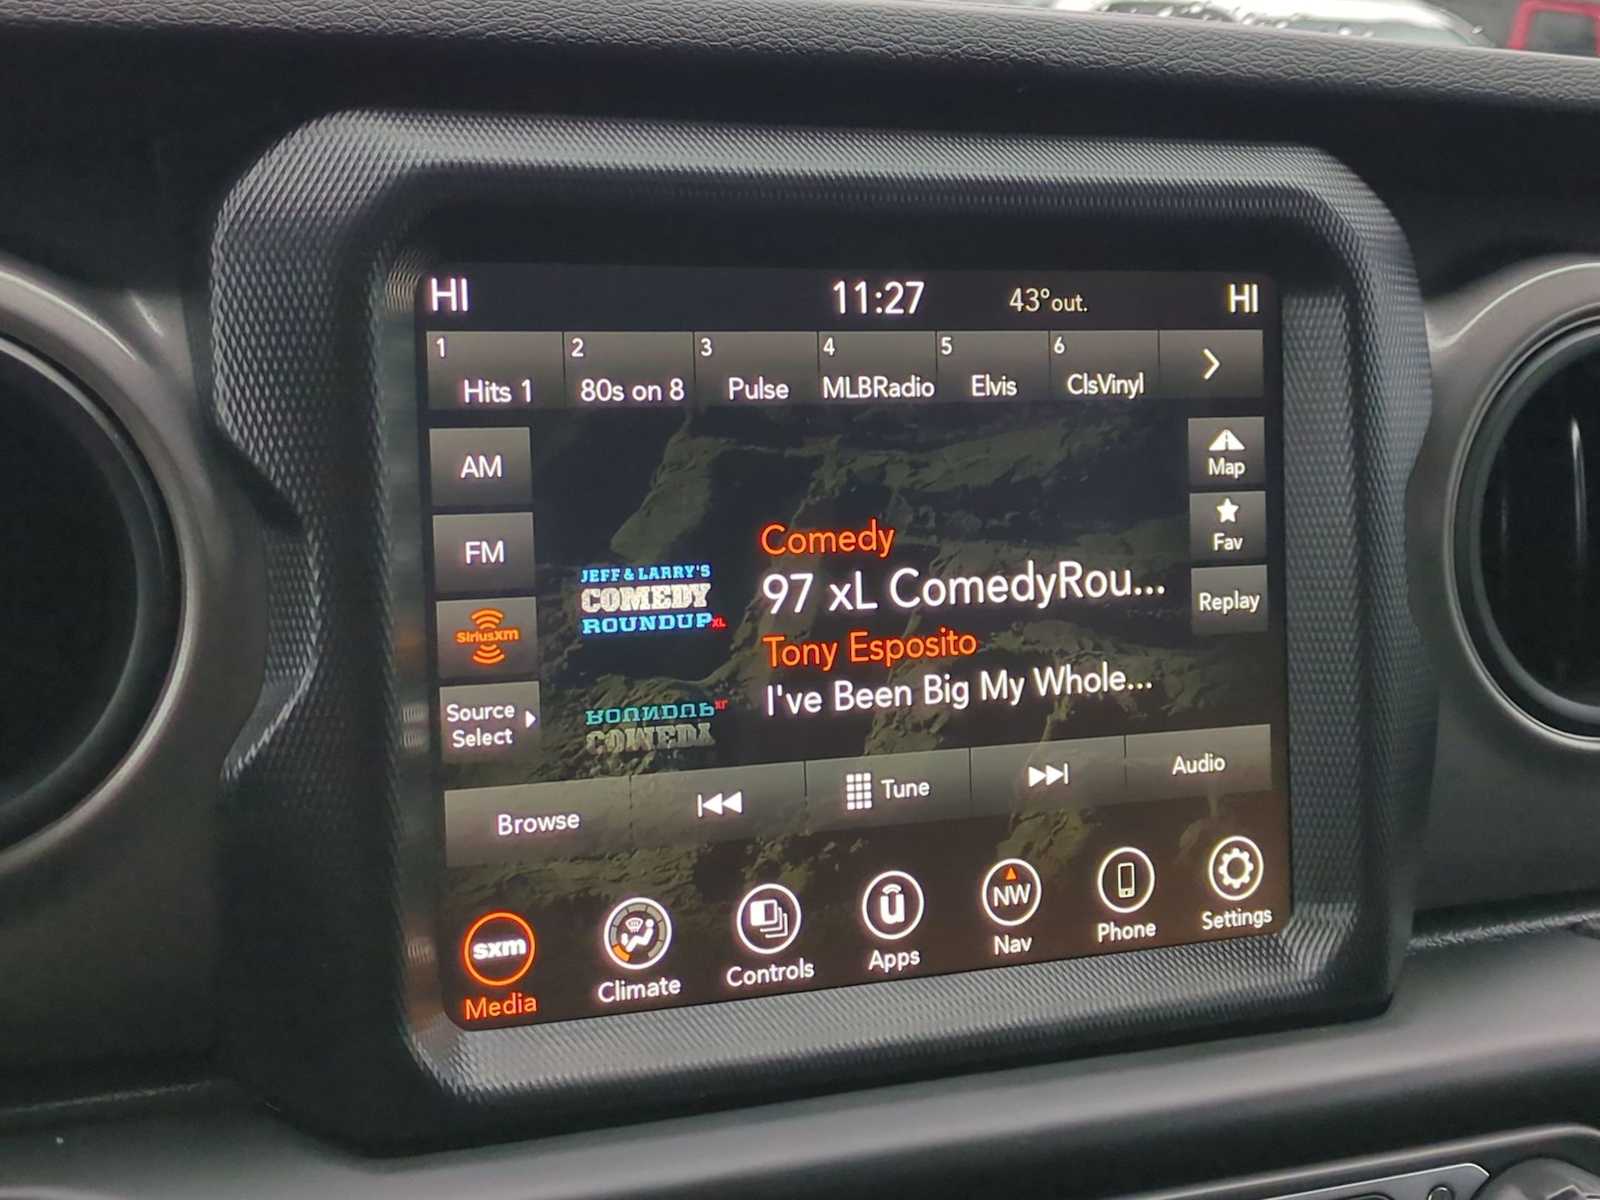 HI 11:27 43°out. HI
1 2 3 4 5 6
Hits 1 80s on 8 Pulse MLBRadio Elvis ClsVinyl
AM
Map
FM
Fav
Comedy
JEFF & LARRY'S
COMEDY
ROUNDUP XL
97 xL ComedyRou...
Replay
SiriusXM
Tony Esposito
I've Been Big My Whole...
Source
Select
Browse
Tune
Audio
sxm
Media
Climate
Controls
ū
Apps
NW
Nav
Phone
Settings